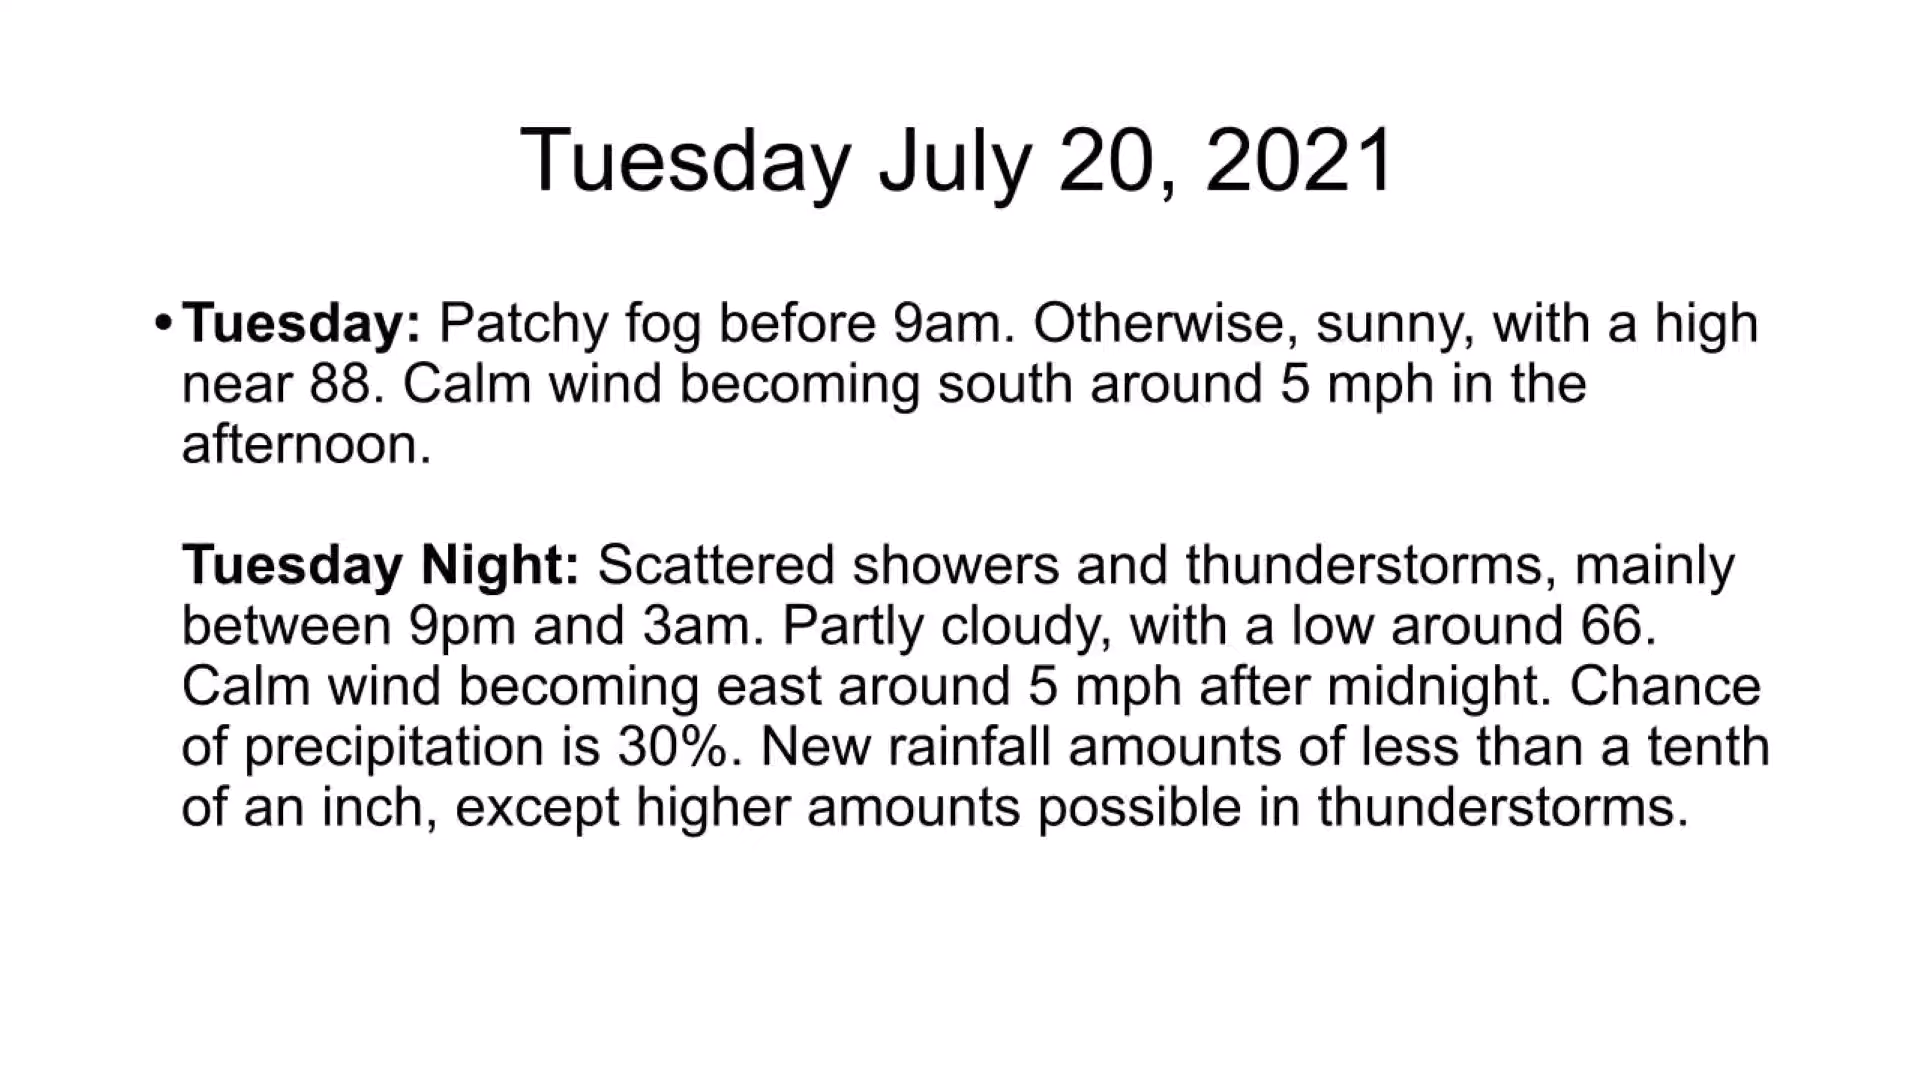 Tuesday July 20, 2021
• Tuesday: Patchy fog before 9am. Otherwise, sunny, with a high
near 88. Calm wind becoming south around 5 mph in the
afternoon.
Tuesday Night: Scattered showers and thunderstorms, mainly
between 9pm and 3am. Partly cloudy, with a low around 66.
Calm wind becoming east around 5 mph after midnight. Chance
of precipitation is 30%. New rainfall amounts of less than a tenth
of an inch, except higher amounts possible in thunderstorms.